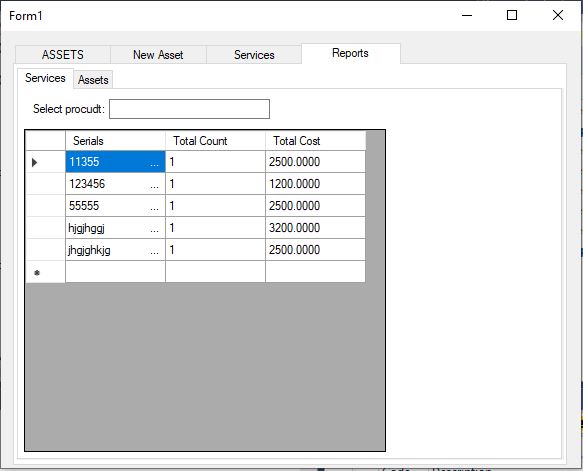 Form1
ASSETS New Asset Services Reports
Services Assets
Select procudt:
Serials Total Count Total Cost
11355 ... 1 2500.0000
123456 ... 1 1200.0000
55555 ... 1 2500.0000
hjgjhggj ... 1 3200.0000
jhgjghkjg ... 1 2500.0000
*